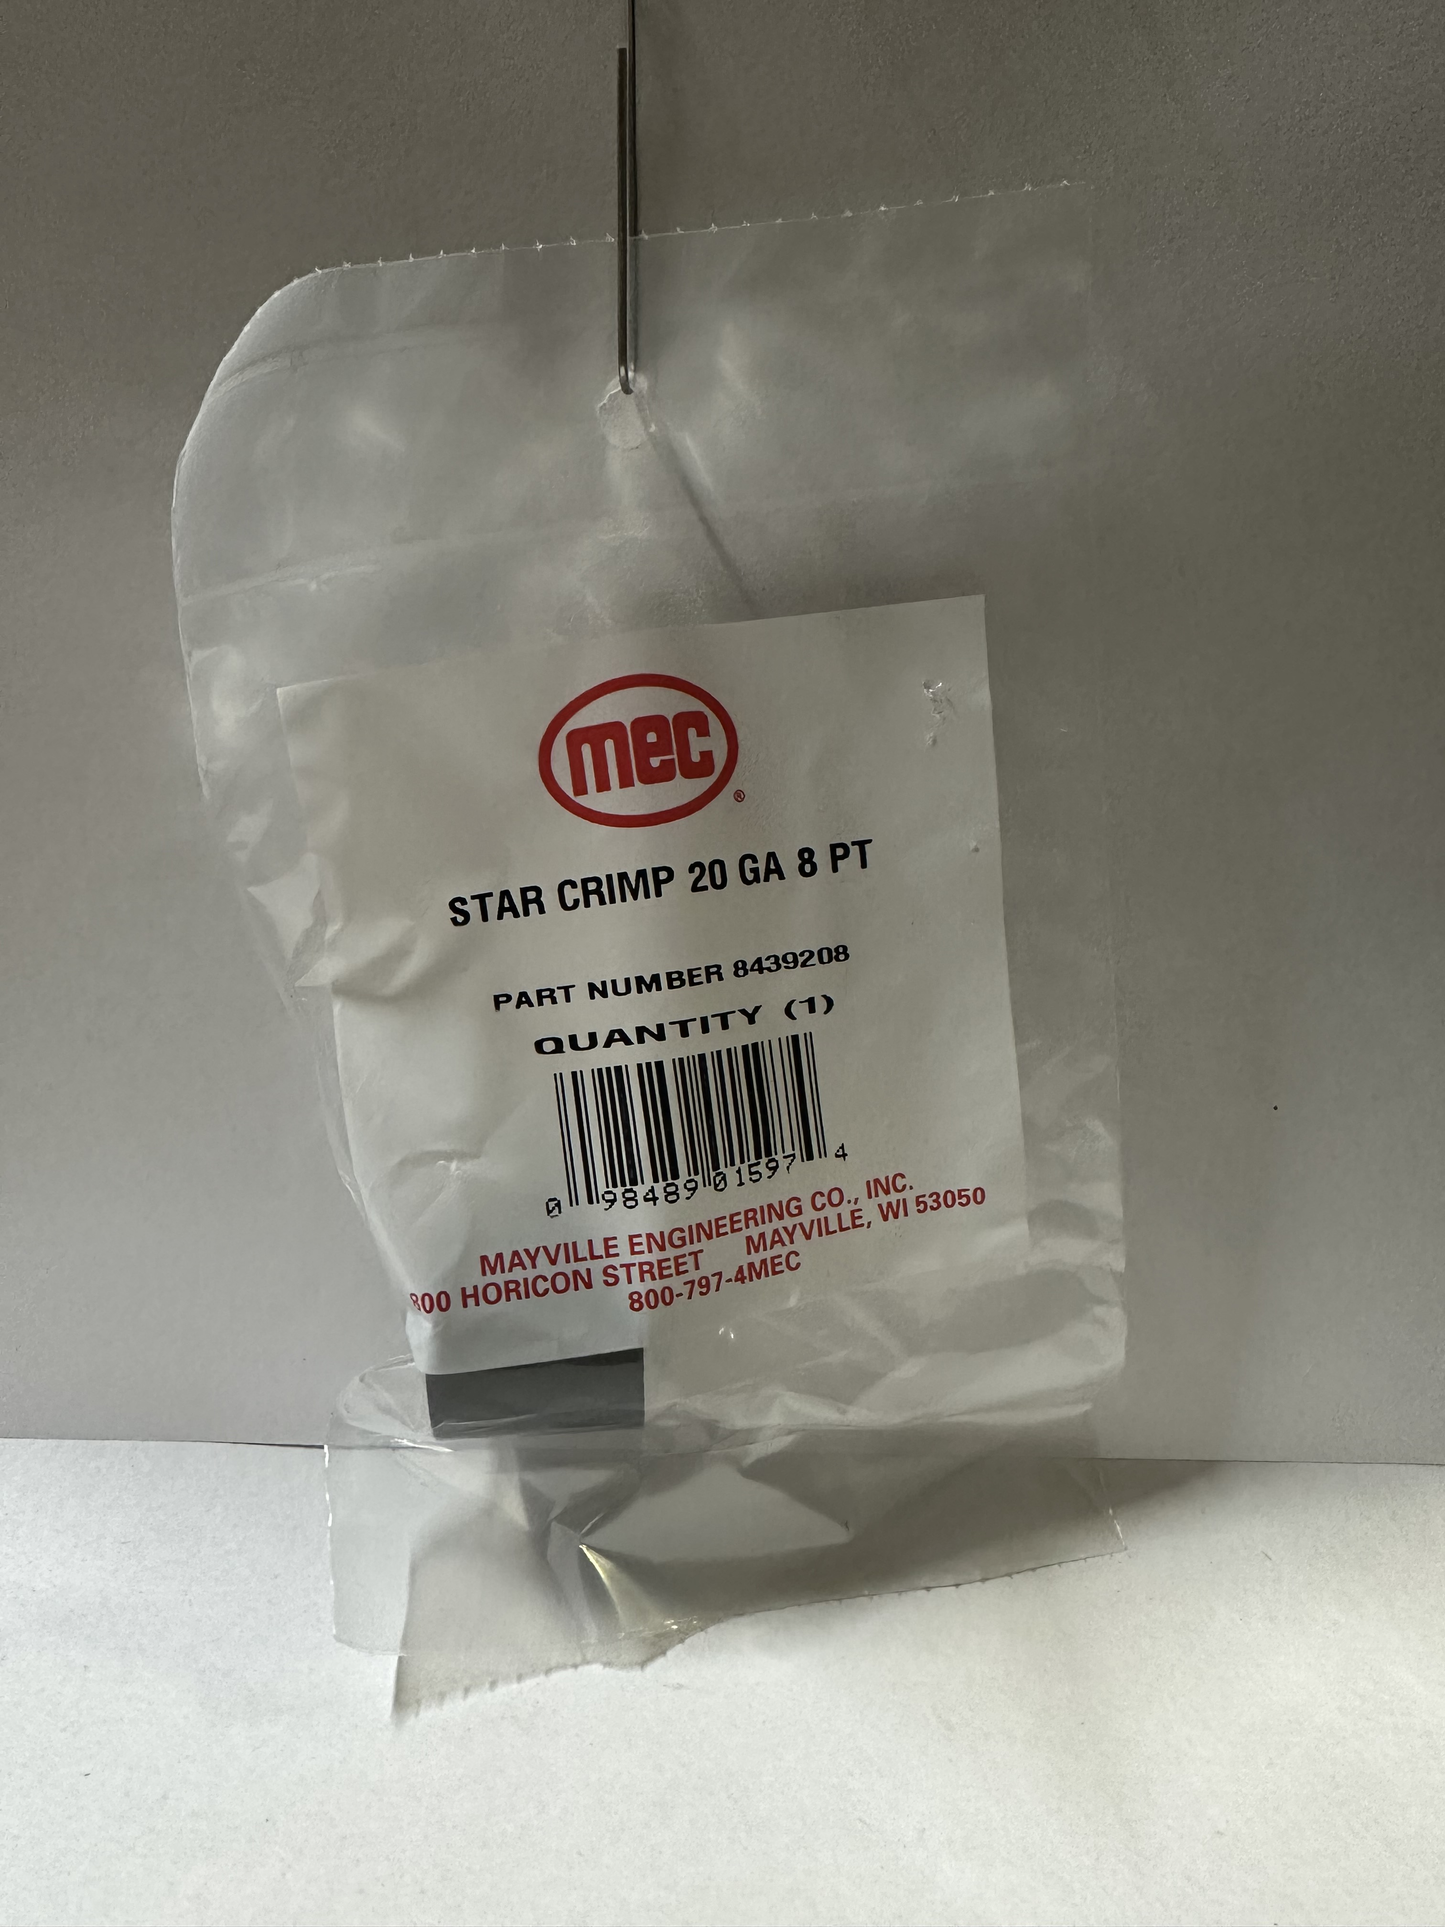 mec®
STAR CRIMP 20 GA 8 PT
PART NUMBER 8439208
QUANTITY (1)
0 98489 01597 4
MAYVILLE ENGINEERING CO., INC.
800 HORICON STREET MAYVILLE, WI 53050
800-797-4MEC